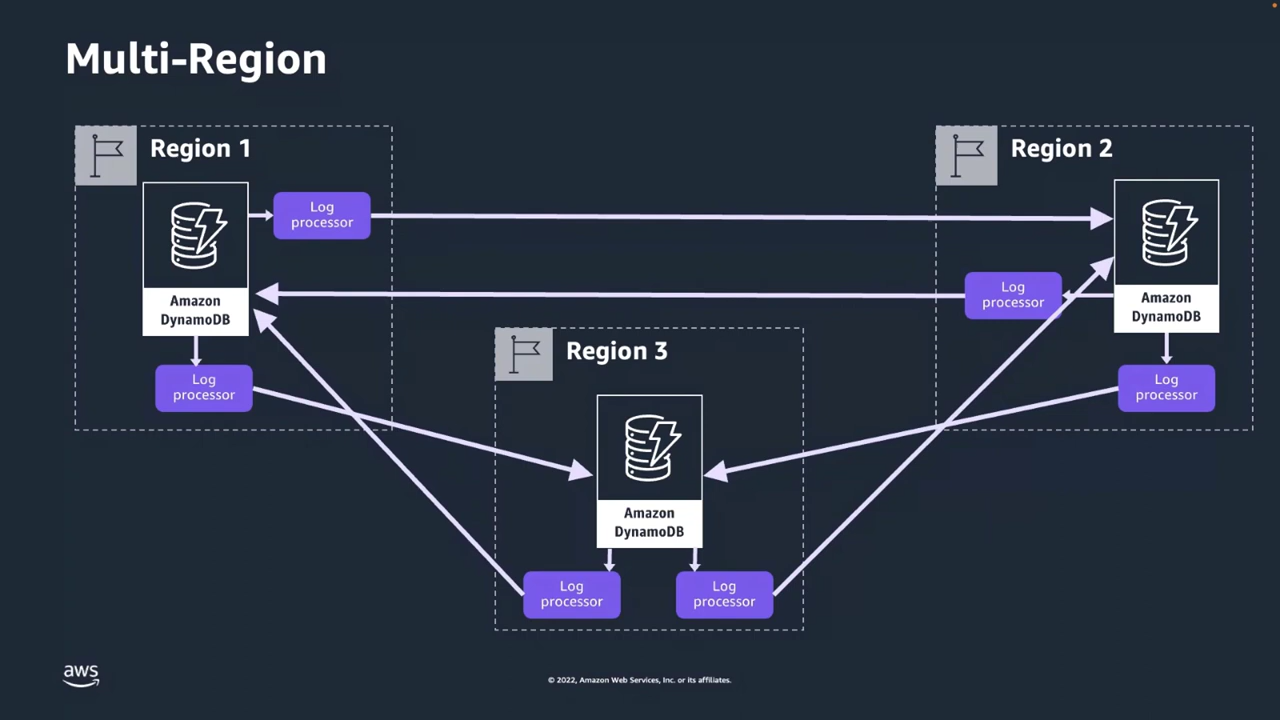 Multi-Region
Region 1
Region 2
Log
processor
Log
processor
Amazon
DynamoDB
Amazon
DynamoDB
Region 3
Log
processor
Log
processor
Amazon
DynamoDB
Log
processor
Log
processor
aws
© 2022, Amazon Web Services, Inc. or its affiliates.